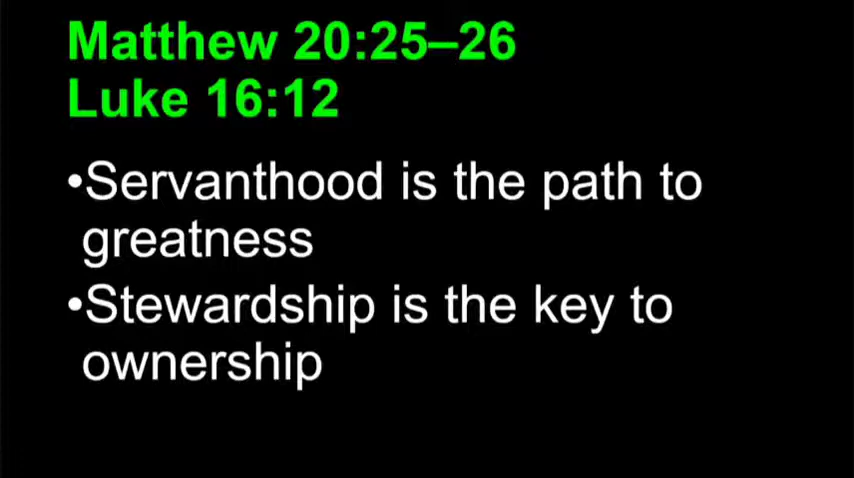 Matthew 20:25–26
Luke 16:12
•Servanthood is the path to
greatness
•Stewardship is the key to
ownership